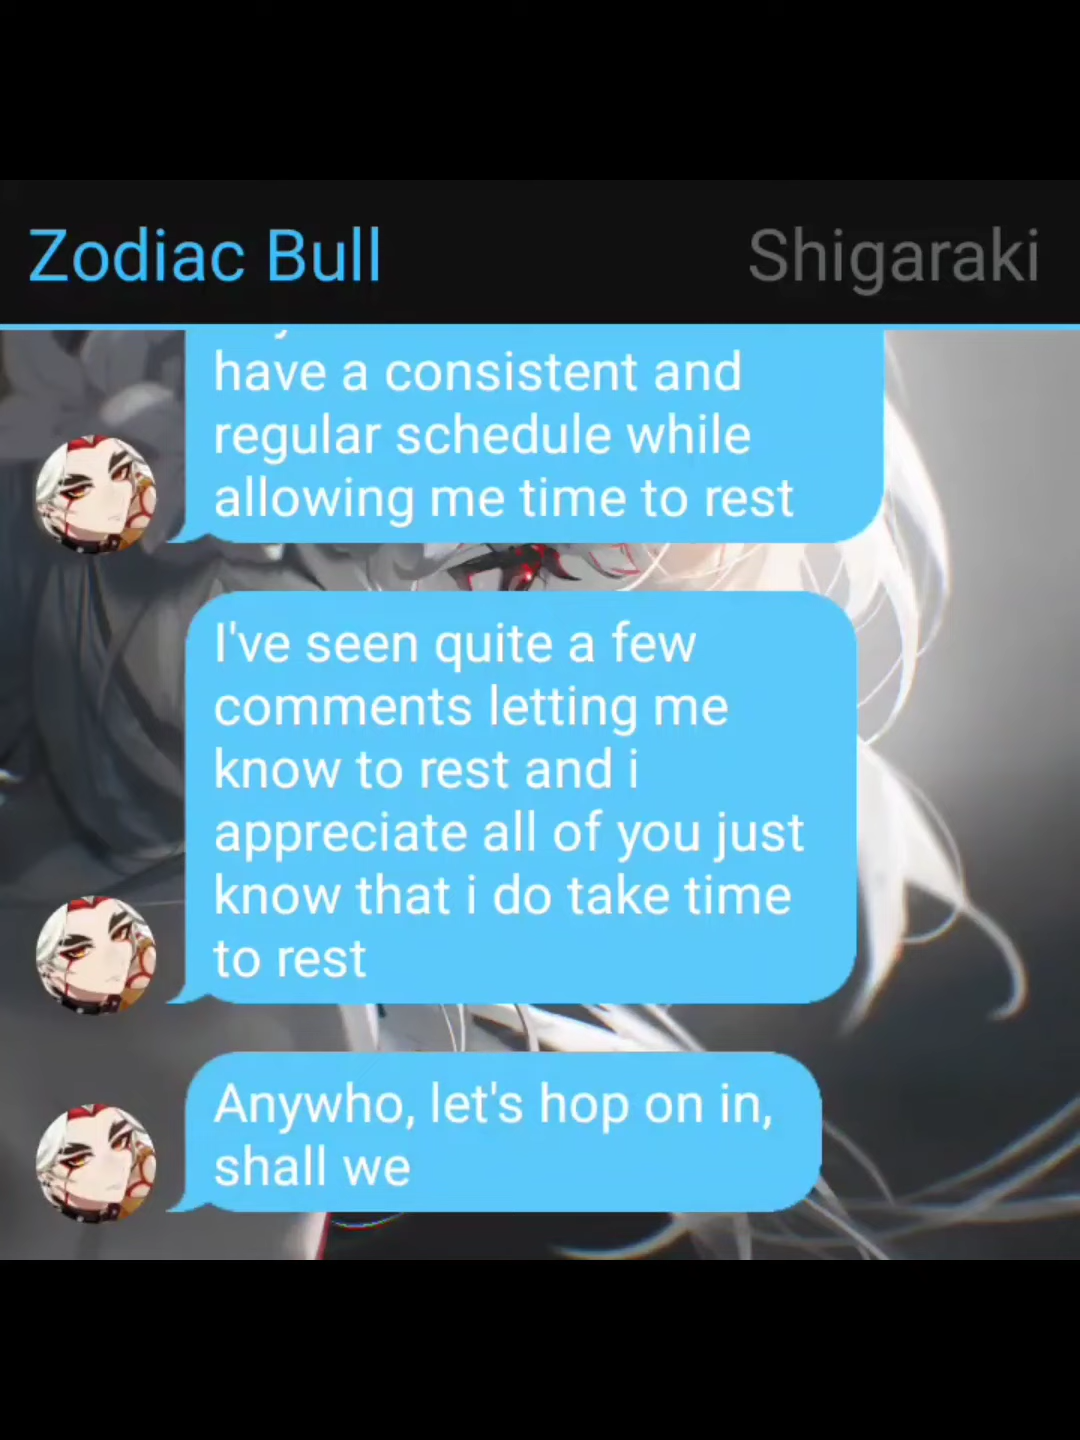 Zodiac Bull
Shigaraki
have a consistent and
regular schedule while
allowing me time to rest
I've seen quite a few
comments letting me
know to rest and i
appreciate all of you just
know that i do take time
to rest
Anywho, let's hop on in,
shall we